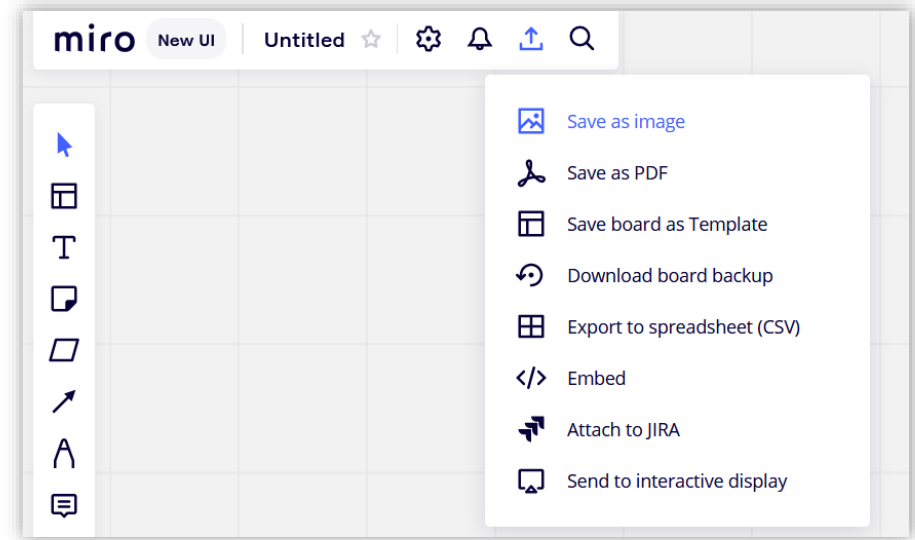 miro New UI Untitled
Save as image
Save as PDF
Save board as Template
Download board backup
Export to spreadsheet (CSV)
Embed
Attach to JIRA
Send to interactive display